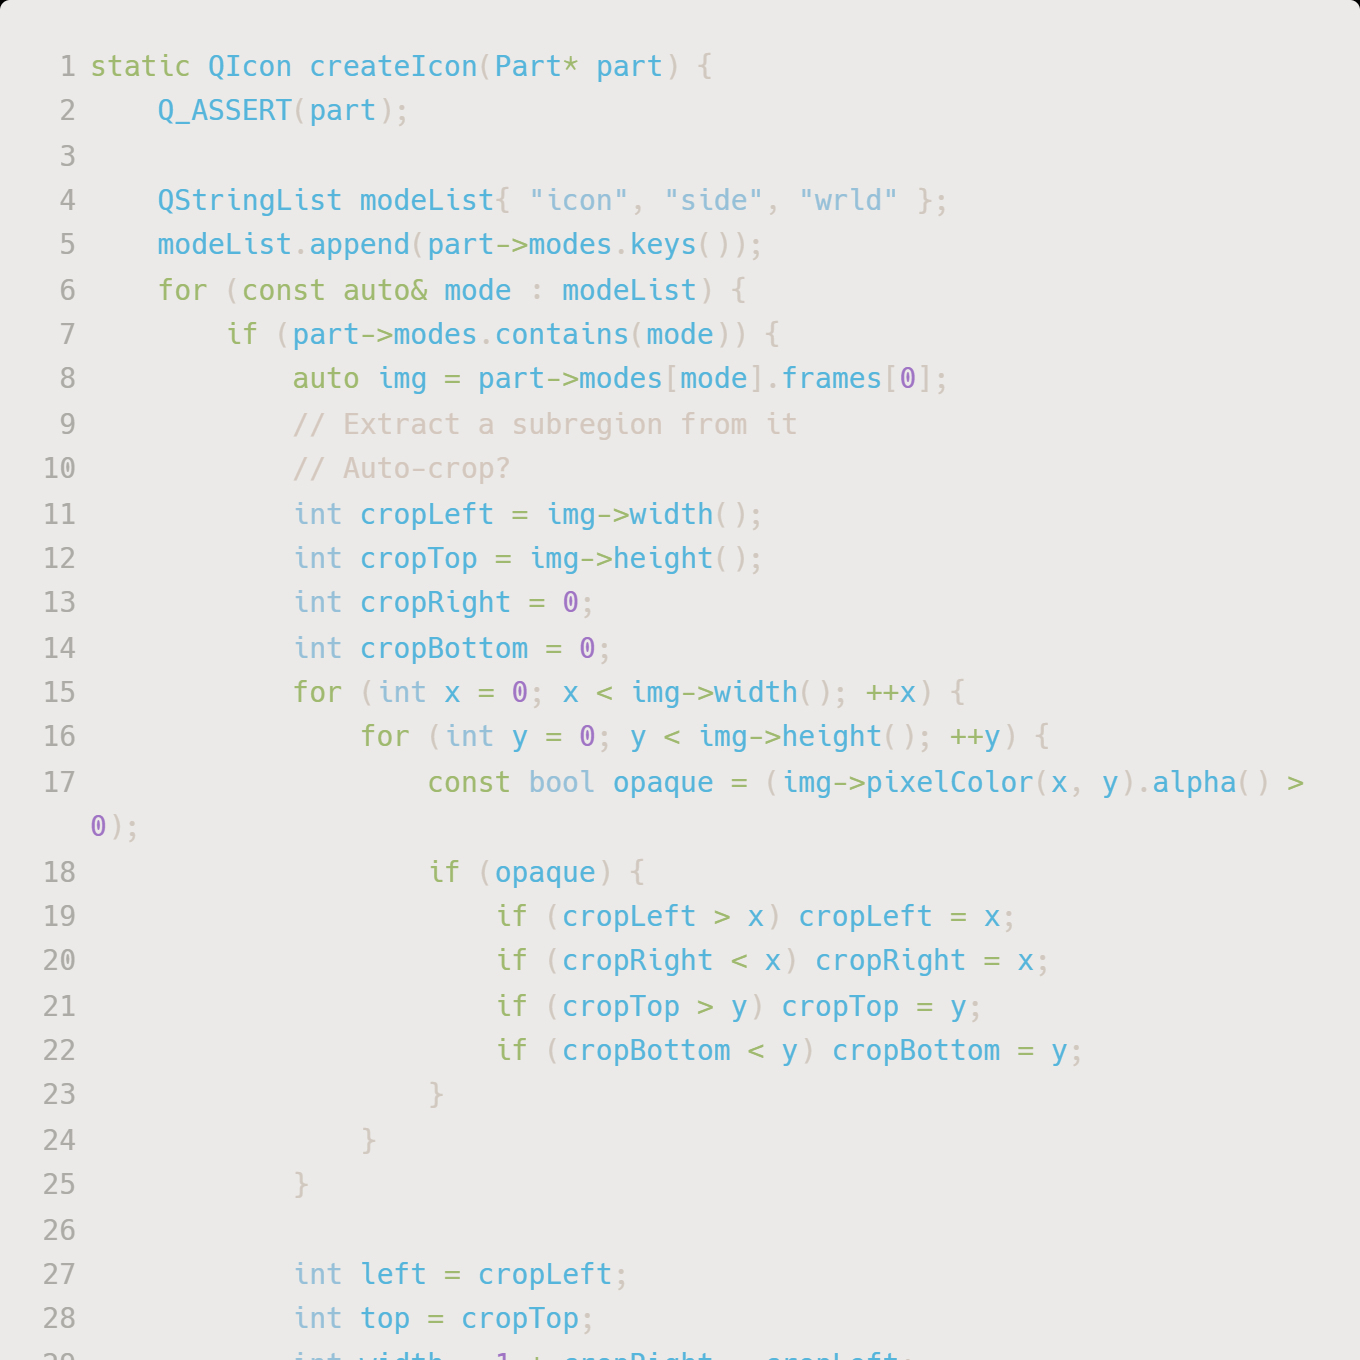 1 static QIcon createIcon(Part* part) {
2     Q_ASSERT(part);
3
4     QStringList modeList{ "icon", "side", "wrld" };
5     modeList.append(part->modes.keys());
6     for (const auto& mode : modeList) {
7         if (part->modes.contains(mode)) {
8             auto img = part->modes[mode].frames[0];
9             // Extract a subregion from it
10             // Auto-crop?
11             int cropLeft = img->width();
12             int cropTop = img->height();
13             int cropRight = 0;
14             int cropBottom = 0;
15             for (int x = 0; x < img->width(); ++x) {
16                 for (int y = 0; y < img->height(); ++y) {
17                     const bool opaque = (img->pixelColor(x, y).alpha() >
0);
18                     if (opaque) {
19                         if (cropLeft > x) cropLeft = x;
20                         if (cropRight < x) cropRight = x;
21                         if (cropTop > y) cropTop = y;
22                         if (cropBottom < y) cropBottom = y;
23                     }
24                 }
25             }
26
27             int left = cropLeft;
28             int top = cropTop;
29             int width = 1 + cropRight - cropLeft;